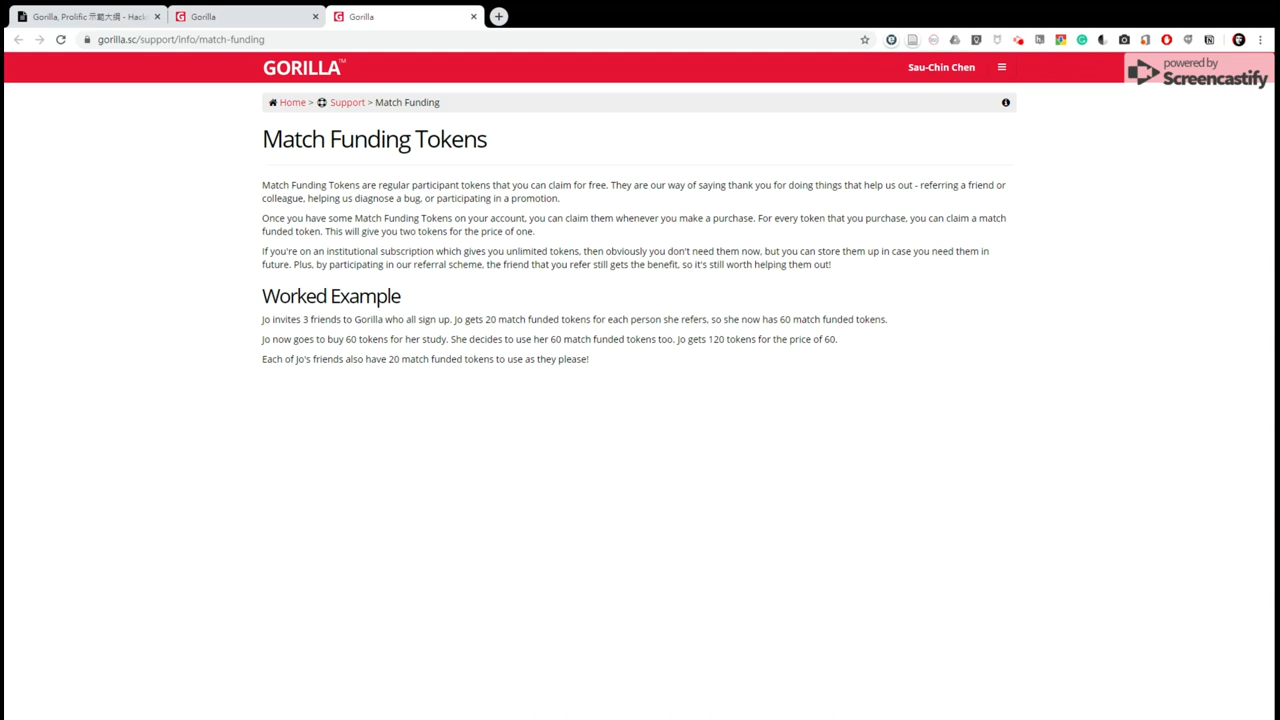 Gorilla, Prolific 示範大綱 - Hack
Gorilla
Gorilla
gorilla.sc/support/info/match-funding
GORILLA™
Sau-Chin Chen
powered by
Screencastify
Home > Support > Match Funding
Match Funding Tokens
Match Funding Tokens are regular participant tokens that you can claim for free. They are our way of saying thank you for doing things that help us out - referring a friend or
colleague, helping us diagnose a bug, or participating in a promotion.
Once you have some Match Funding Tokens on your account, you can claim them whenever you make a purchase. For every token that you purchase, you can claim a match
funded token. This will give you two tokens for the price of one.
If you're on an institutional subscription which gives you unlimited tokens, then obviously you don't need them now, but you can store them up in case you need them in
future. Plus, by participating in our referral scheme, the friend that you refer still gets the benefit, so it's still worth helping them out!
Worked Example
Jo invites 3 friends to Gorilla who all sign up. Jo gets 20 match funded tokens for each person she refers, so she now has 60 match funded tokens.
Jo now goes to buy 60 tokens for her study. She decides to use her 60 match funded tokens too. Jo gets 120 tokens for the price of 60.
Each of Jo's friends also have 20 match funded tokens to use as they please!